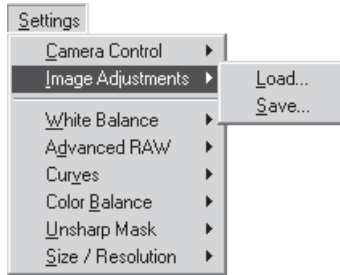 Settings
Camera Control
Image Adjustments
Load...
Save...
White Balance
Advanced RAW
Curves
Color Balance
Unsharp Mask
Size / Resolution